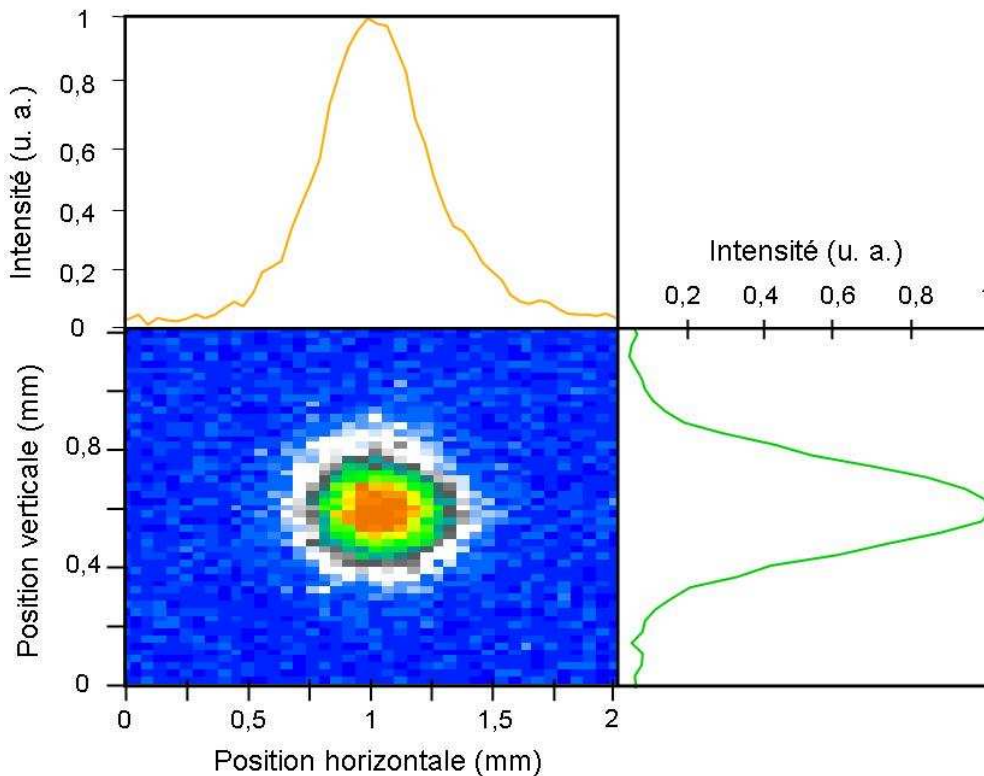 Intensité (u. a.)
1
0,8
0,6
0,4
0,2
0
Intensité (u. a.)
0,2 0,4 0,6 0,8 1
Position verticale (mm)
0,8
0,4
0
0 0,5 1 1,5 2
Position horizontale (mm)